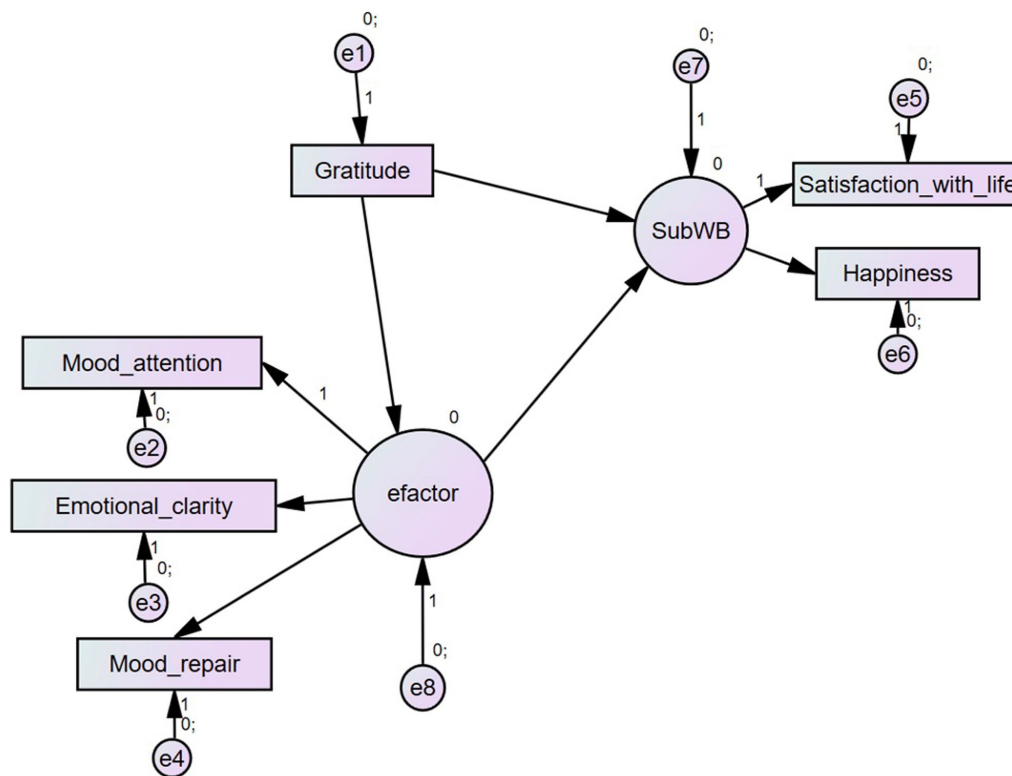 0;
e1
1
Gratitude
0;
e7
1
0
SubWB
0;
e5
1
1
Satisfaction_with_life
Happiness
1
0;
e6
Mood_attention
1
0;
e2
1
0
efactor
Emotional_clarity
1
0;
e3
Mood_repair
1
0;
e4
1
0;
e8